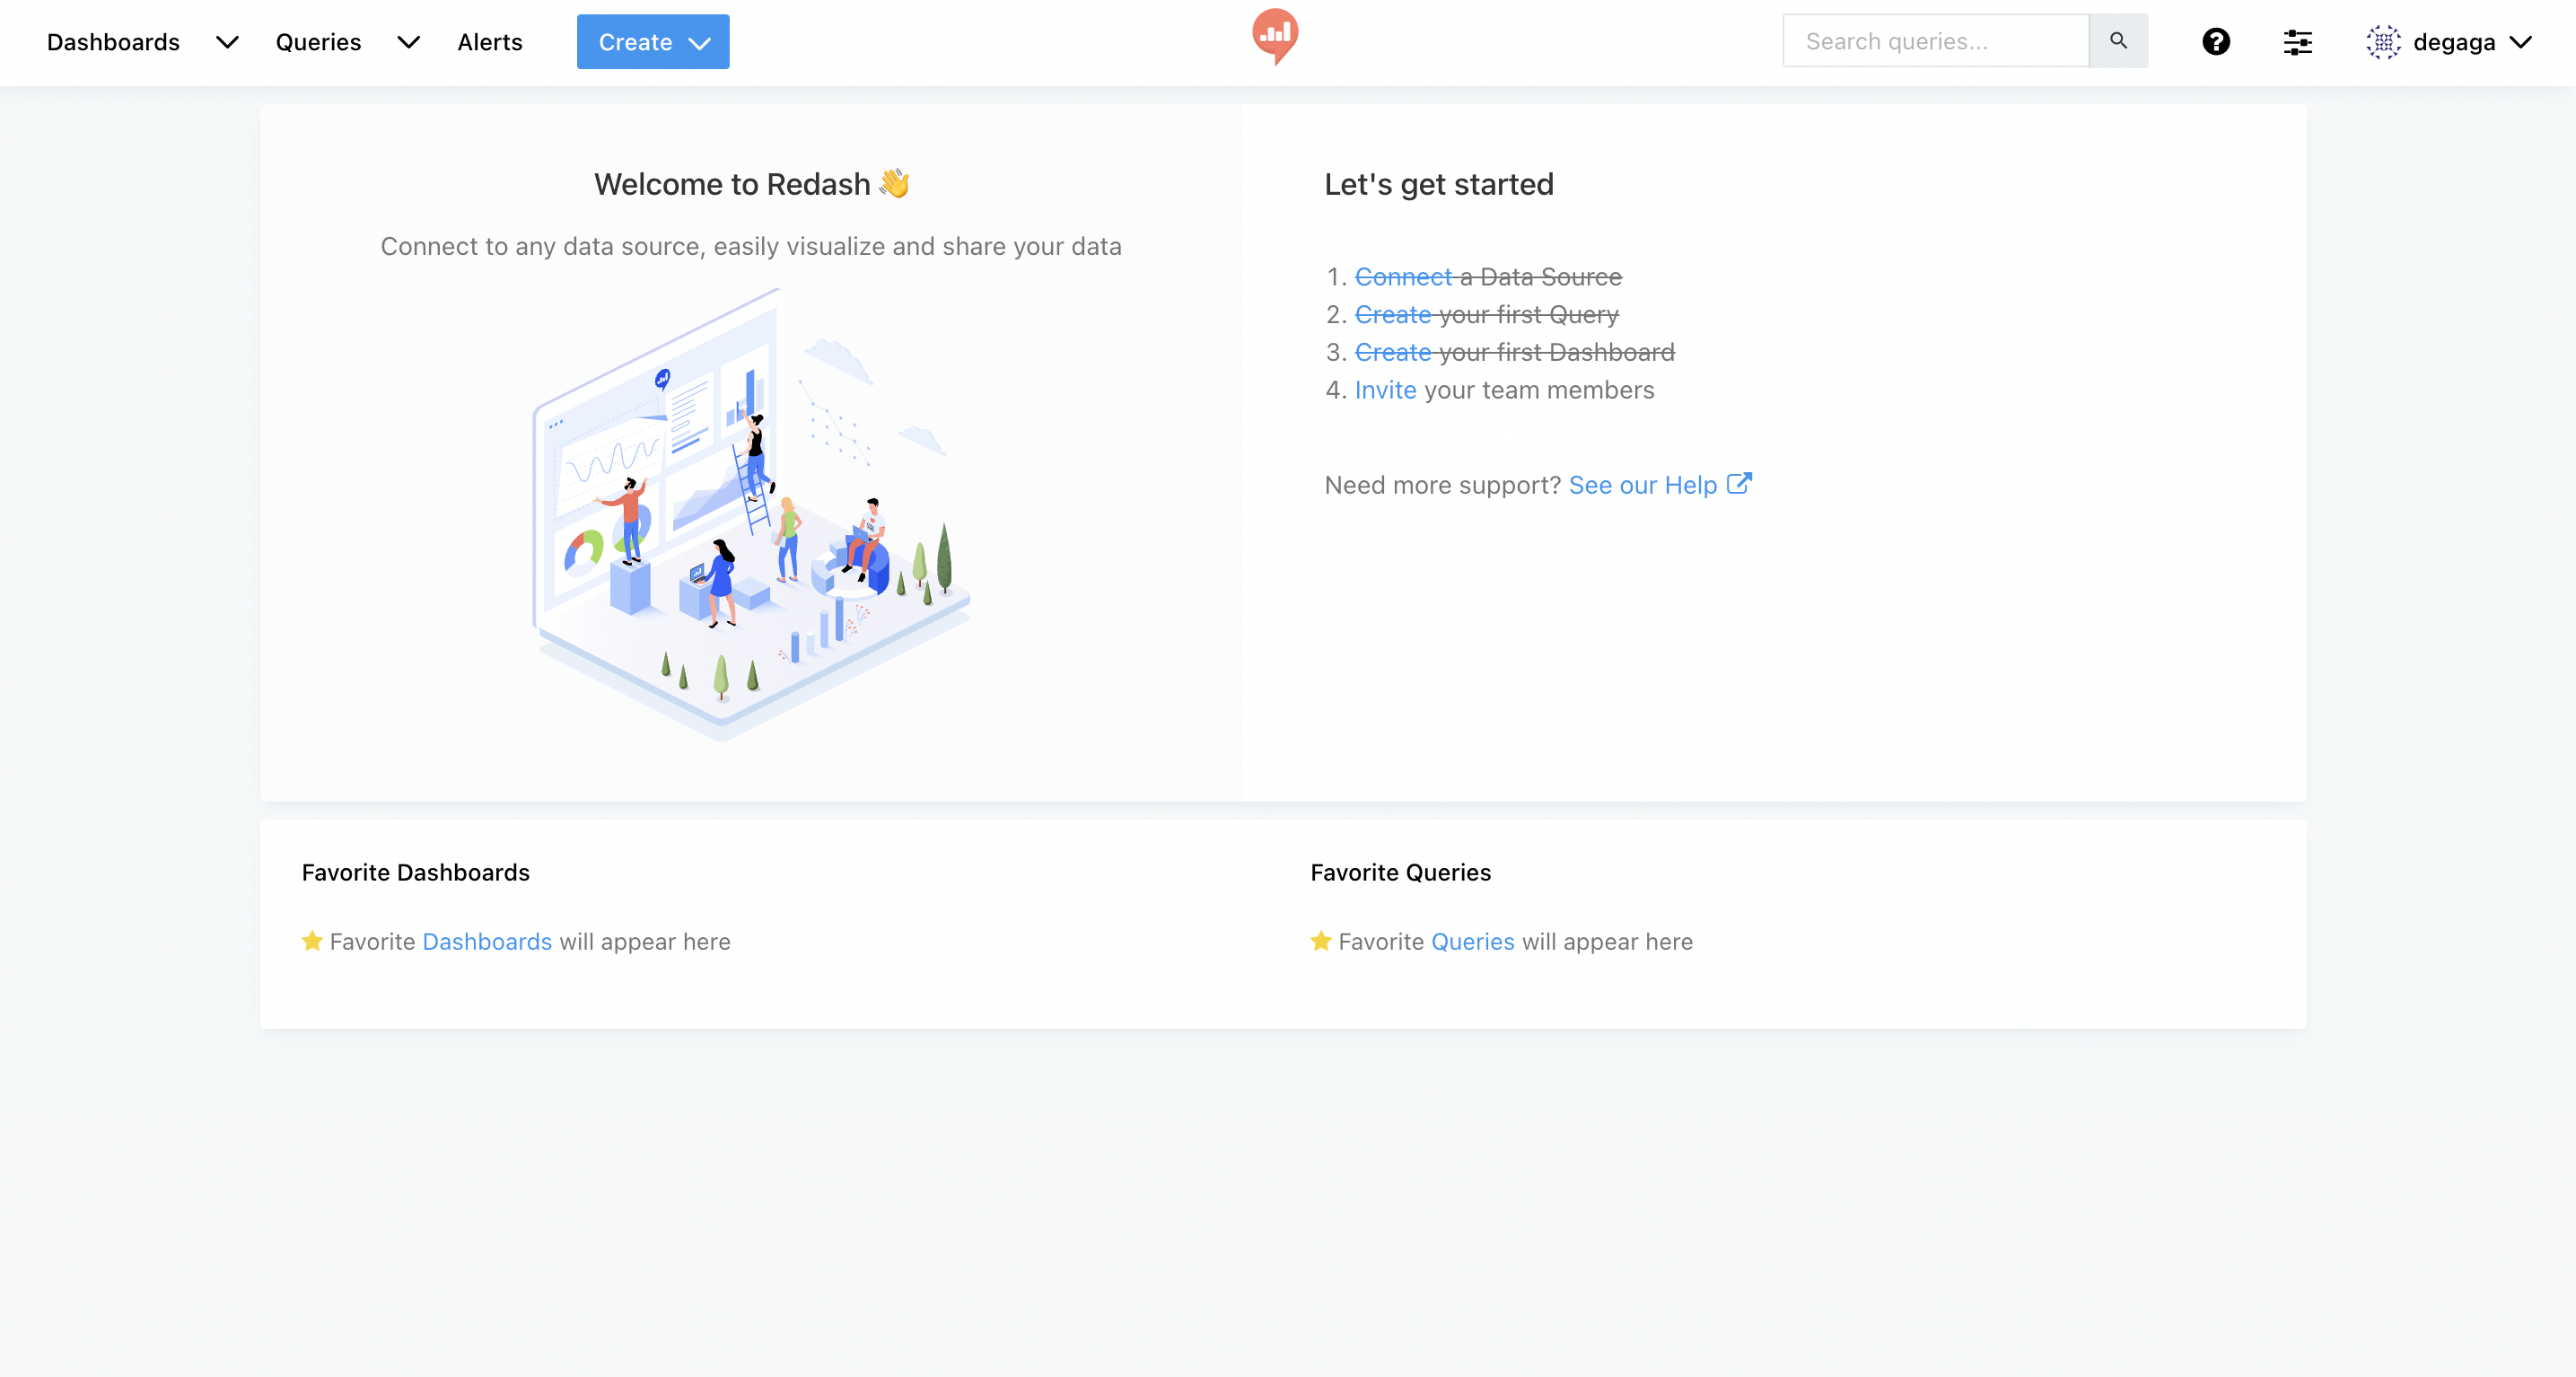 Dashboards Queries Alerts Create Search queries... degaga
Welcome to Redash 👋
Connect to any data source, easily visualize and share your data
Let's get started
1. Connect a Data Source
2. Create your first Query
3. Create your first Dashboard
4. Invite your team members
Need more support? See our Help
Favorite Dashboards
Favorite Dashboards will appear here
Favorite Queries
Favorite Queries will appear here